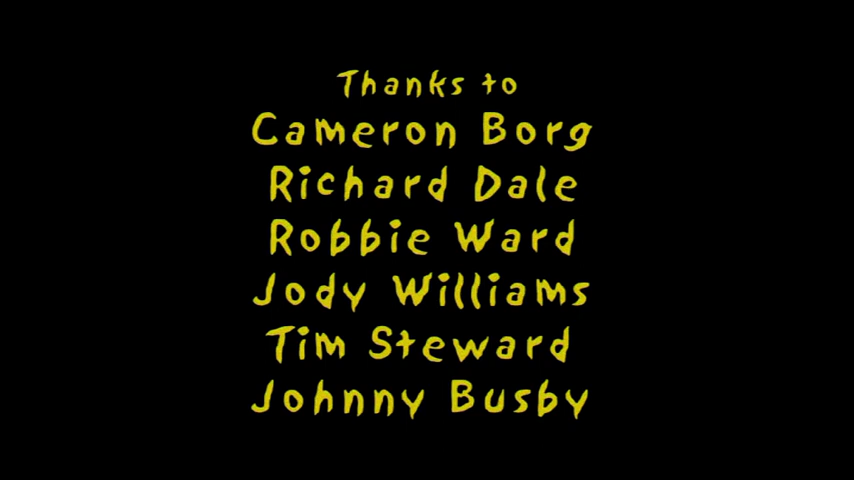 Thanks to
Cameron Borg
Richard Dale
Robbie Ward
Jody Williams
Tim Steward
Johnny Busby